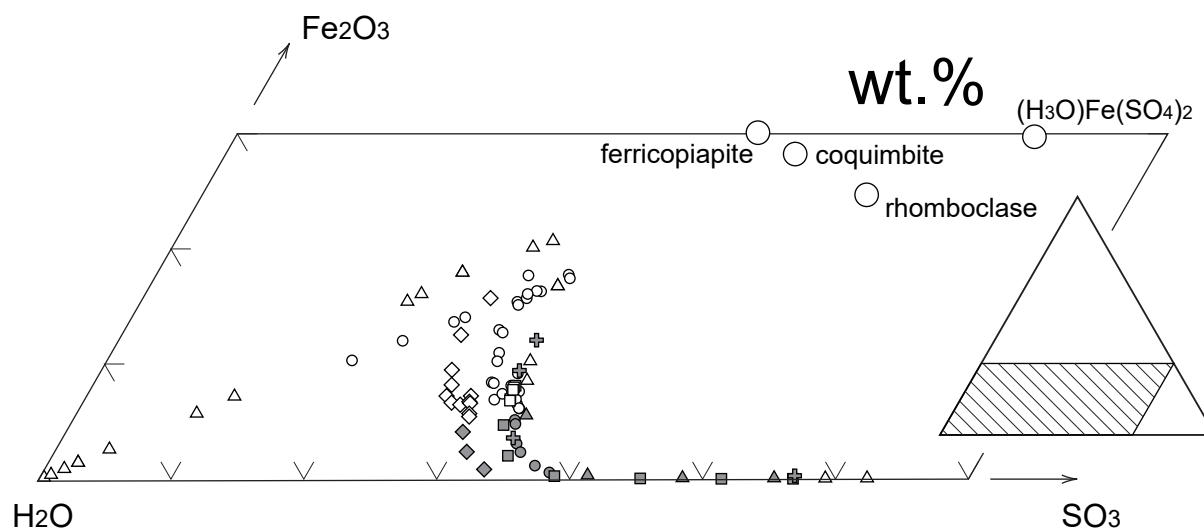 Fe2O3
wt.%
(H3O)Fe(SO4)2
ferricopiapite
coquimbite
rhomboclase
H2O
SO3